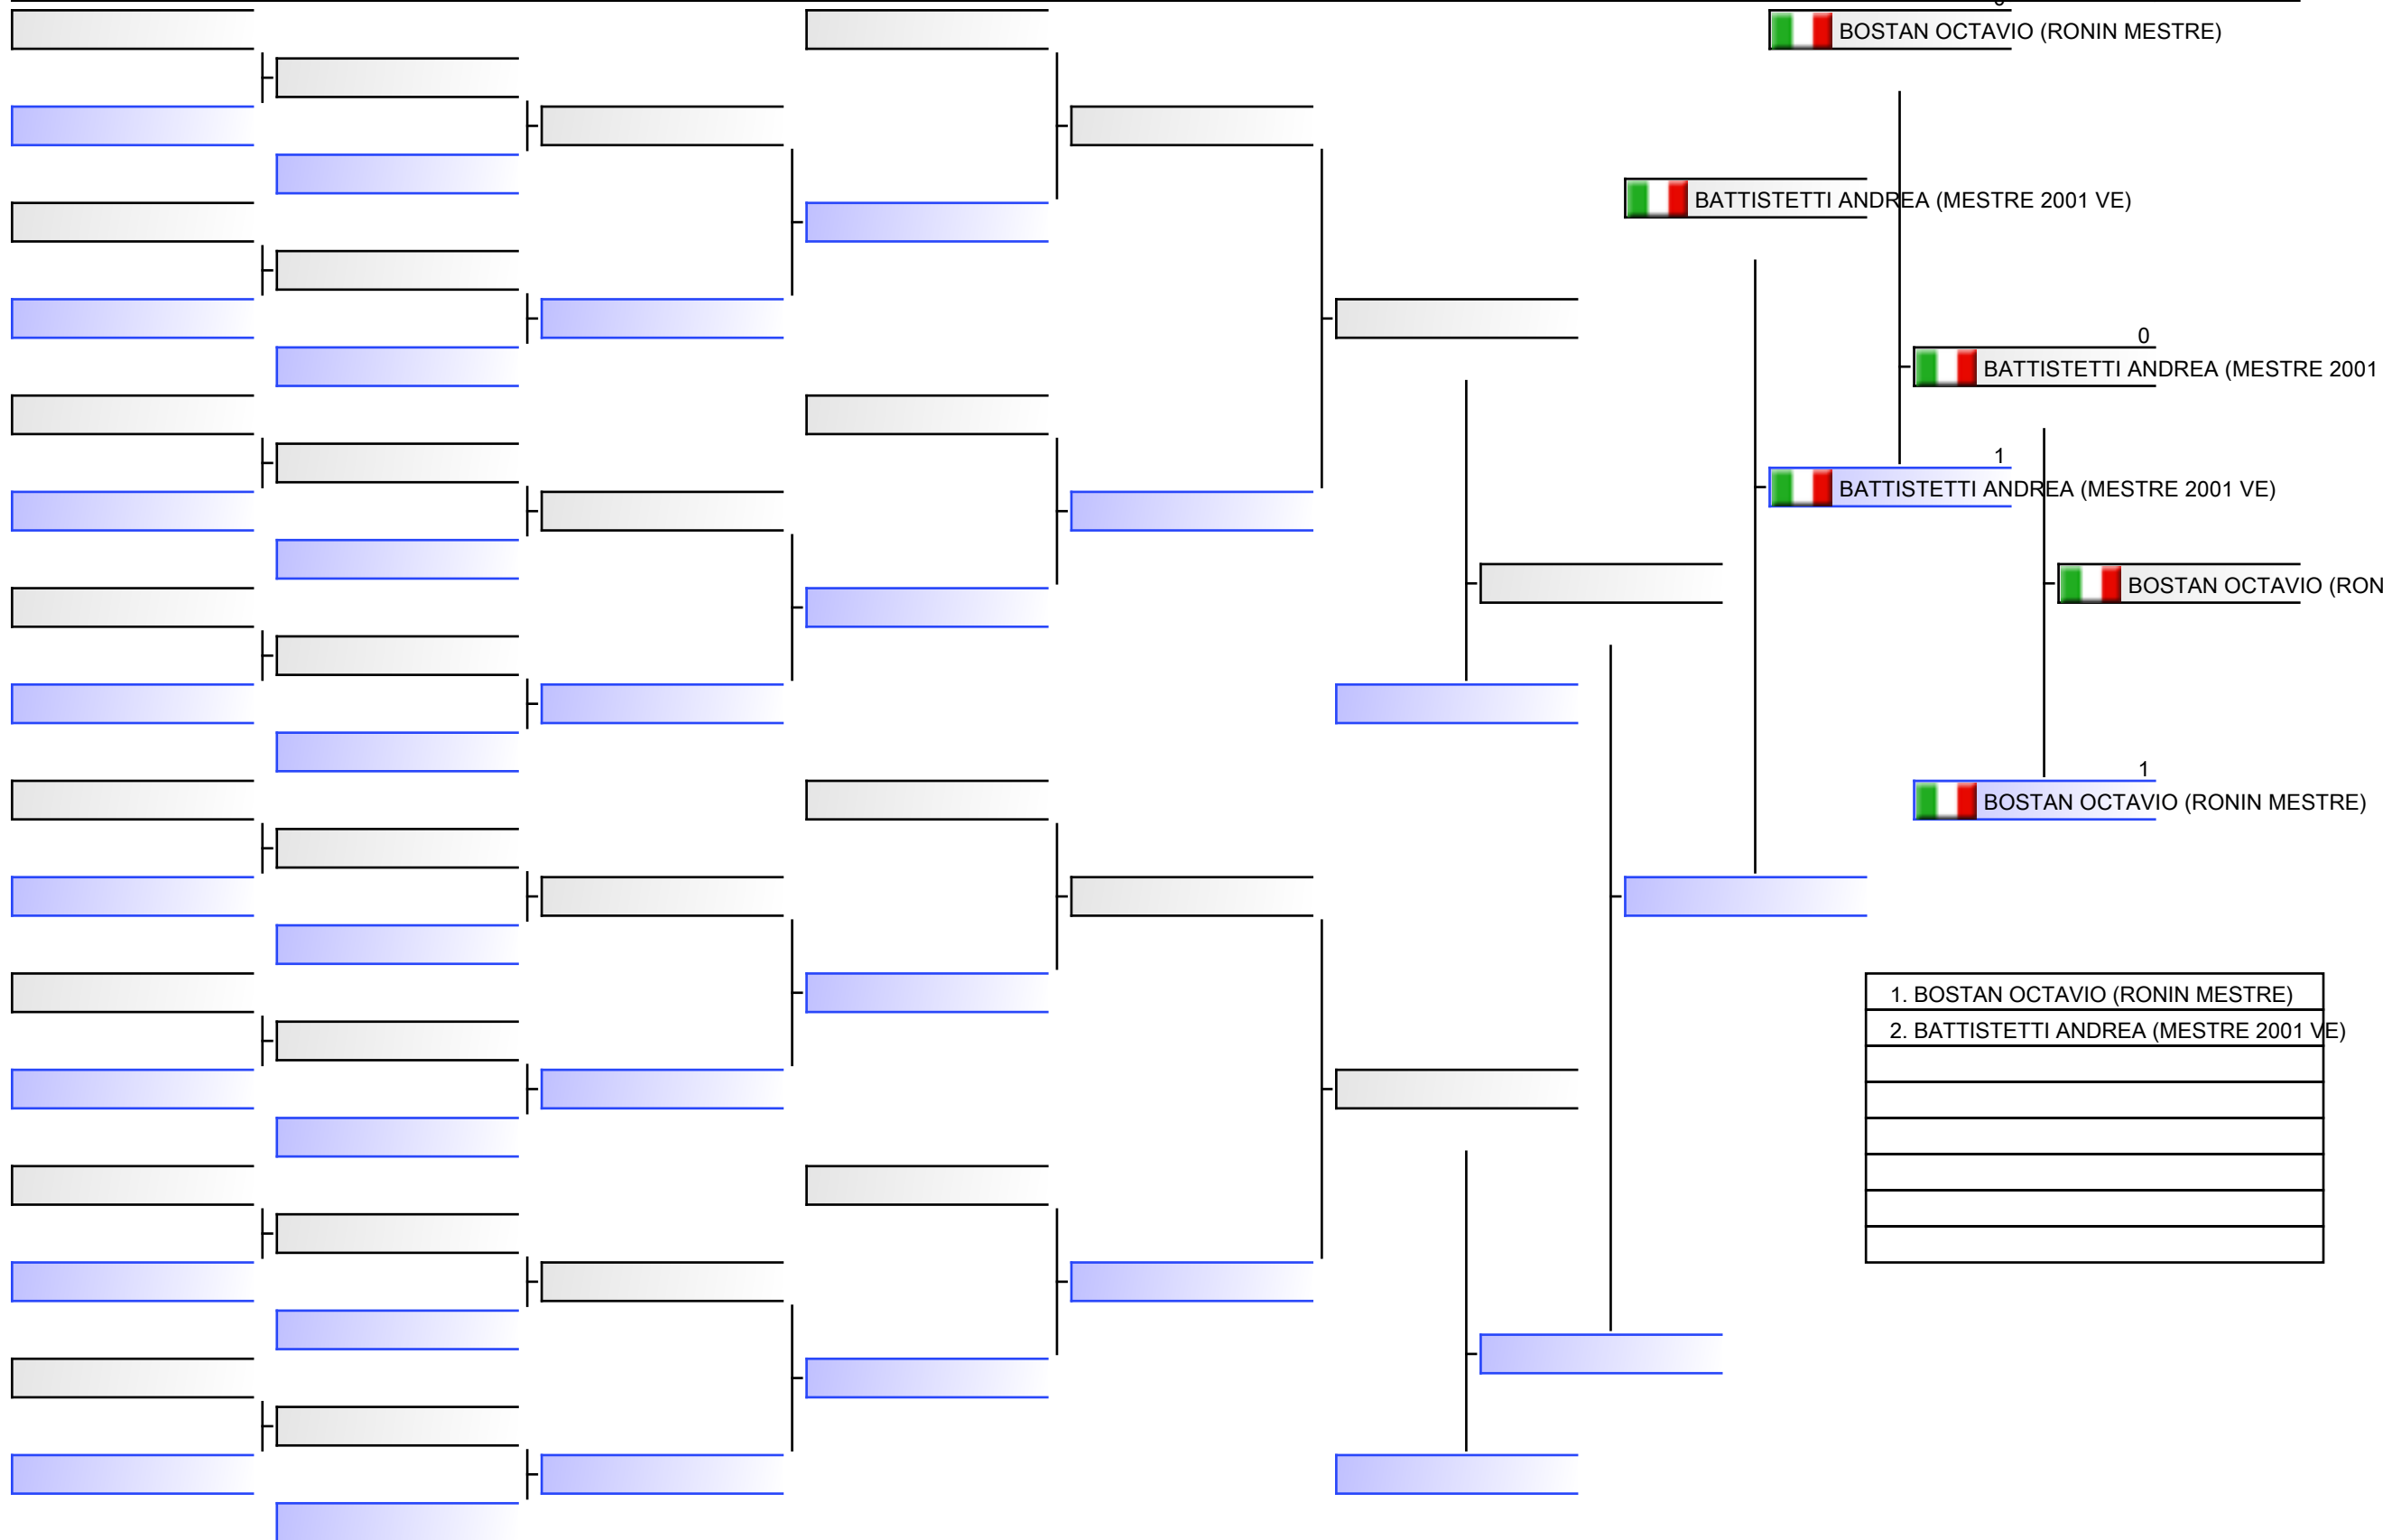 BOSTAN OCTAVIO (RONIN MESTRE)
BATTISTETTI ANDREA (MESTRE 2001 VE)
0
BATTISTETTI ANDREA (MESTRE 2001
1
BATTISTETTI ANDREA (MESTRE 2001 VE)
BOSTAN OCTAVIO (RON
1
BOSTAN OCTAVIO (RONIN MESTRE)
1. BOSTAN OCTAVIO (RONIN MESTRE)
2. BATTISTETTI ANDREA (MESTRE 2001 VE)